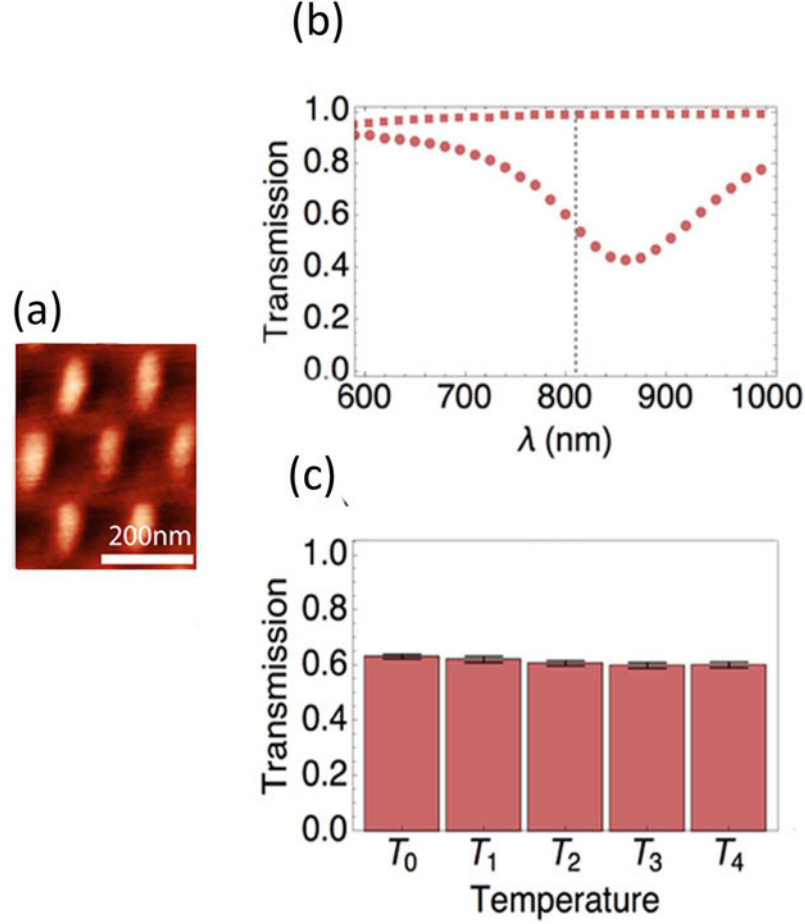 (a)
200nm
(b)
Transmission
1.0
0.8
0.6
0.4
0.2
0.0
600 700 800 900 1000
λ (nm)
(c)
Transmission
1.0
0.8
0.6
0.4
0.2
0.0
T₀ T₁ T₂ T₃ T₄
Temperature